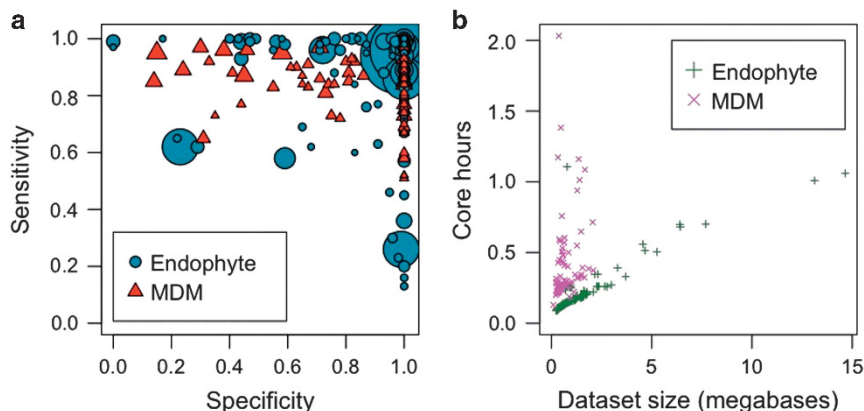 a
1.0
0.8
0.6
0.4
0.2
0.0
Sensitivity
Endophyte
MDM
0.0 0.2 0.4 0.6 0.8 1.0
Specificity
b
2.0
1.5
1.0
0.5
0.0
Core hours
Endophyte
MDM
0 5 10 15
Dataset size (megabases)